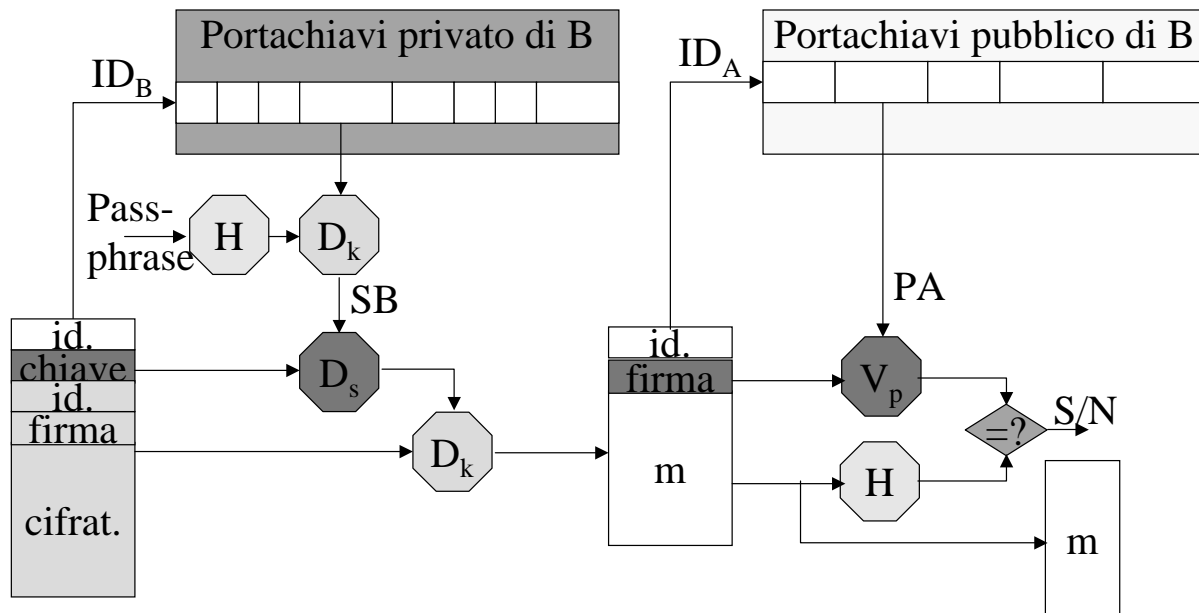 Portachiavi privato di B
Portachiavi pubblico di B
ID_B
ID_A
Pass-
phrase
H
D_k
SB
PA
id.
chiave
id.
firma
cifrat.
D_s
D_k
id.
firma
m
V_p
H
=?
S/N
m